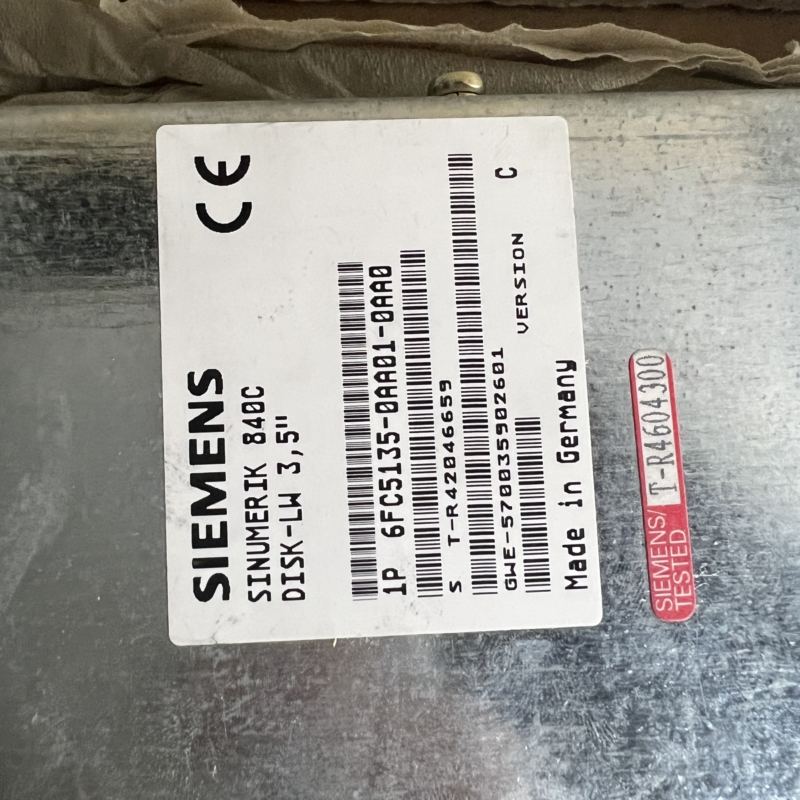 SIEMENS
CE
SINUMERIK 840C
DISK-LW 3,5"
1P 6FC5135-0AA01-0AA0
S T-R42046659
GWE-570035902601 VERSION C
Made in Germany
SIEMENS/
TESTED
T-R4604300